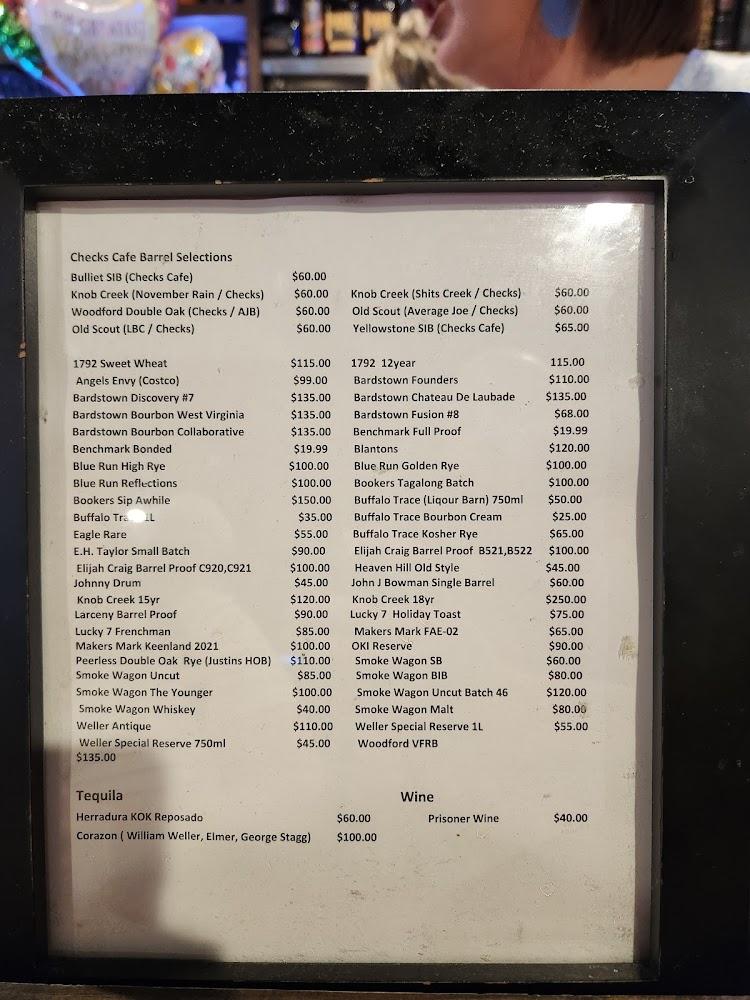 Checks Cafe Barrel Selections
Bulliet SIB (Checks Cafe) $60.00
Knob Creek (November Rain / Checks) $60.00 Knob Creek (Shits Creek / Checks) $60.00
Woodford Double Oak (Checks / AJB) $60.00 Old Scout (Average Joe / Checks) $60.00
Old Scout (LBC / Checks) $60.00 Yellowstone SIB (Checks Cafe) $65.00
1792 Sweet Wheat $115.00 1792 12year 115.00
Angels Envy (Costco) $99.00 Bardstown Founders $110.00
Bardstown Discovery #7 $135.00 Bardstown Chateau De Laubade $135.00
Bardstown Bourbon West Virginia $135.00 Bardstown Fusion #8 $68.00
Bardstown Bourbon Collaborative $135.00 Benchmark Full Proof $19.99
Benchmark Bonded $19.99 Blantons $120.00
Blue Run High Rye $100.00 Blue Run Golden Rye $100.00
Blue Run Reflections $100.00 Bookers Tagalong Batch $100.00
Bookers Sip Awhile $150.00 Buffalo Trace (Liqour Barn) 750ml $50.00
Buffalo 1L $35.00 Buffalo Trace Bourbon Cream $25.00
Eagle Rare $55.00 Buffalo Trace Kosher Rye $65.00
E.H. Taylor Small Batch $90.00 Elijah Craig Barrel Proof B521,B522 $100.00
Elijah Craig Barrel Proof C920,C921 $100.00 Heaven Hill Old Style $45.00
Johnny Drum $45.00 John J Bowman Single Barrel $60.00
Knob Creek 15yr $120.00 Knob Creek 18yr $250.00
Larceny Barrel Proof $90.00 Lucky 7 Holiday Toast $75.00
Lucky 7 Frenchman $85.00 Makers Mark FAE-02 $65.00
Makers Mark Keenland 2021 $100.00 OKI Reserve $90.00
Peerless Double Oak Rye (Justins HOB) $110.00 Smoke Wagon SB $60.00
Smoke Wagon Uncut $85.00 Smoke Wagon BIB $80.00
Smoke Wagon The Younger $100.00 Smoke Wagon Uncut Batch 46 $120.00
Smoke Wagon Whiskey $40.00 Smoke Wagon Malt $80.00
Weller Antique $110.00 Weller Special Reserve 1L $55.00
Weller Special Reserve 750ml $45.00 Woodford VFRB
$135.00
Tequila Wine
Herradura KOK Reposado $60.00 Prisoner Wine $40.00
Corazon ( William Weller, Elmer, George Stagg) $100.00